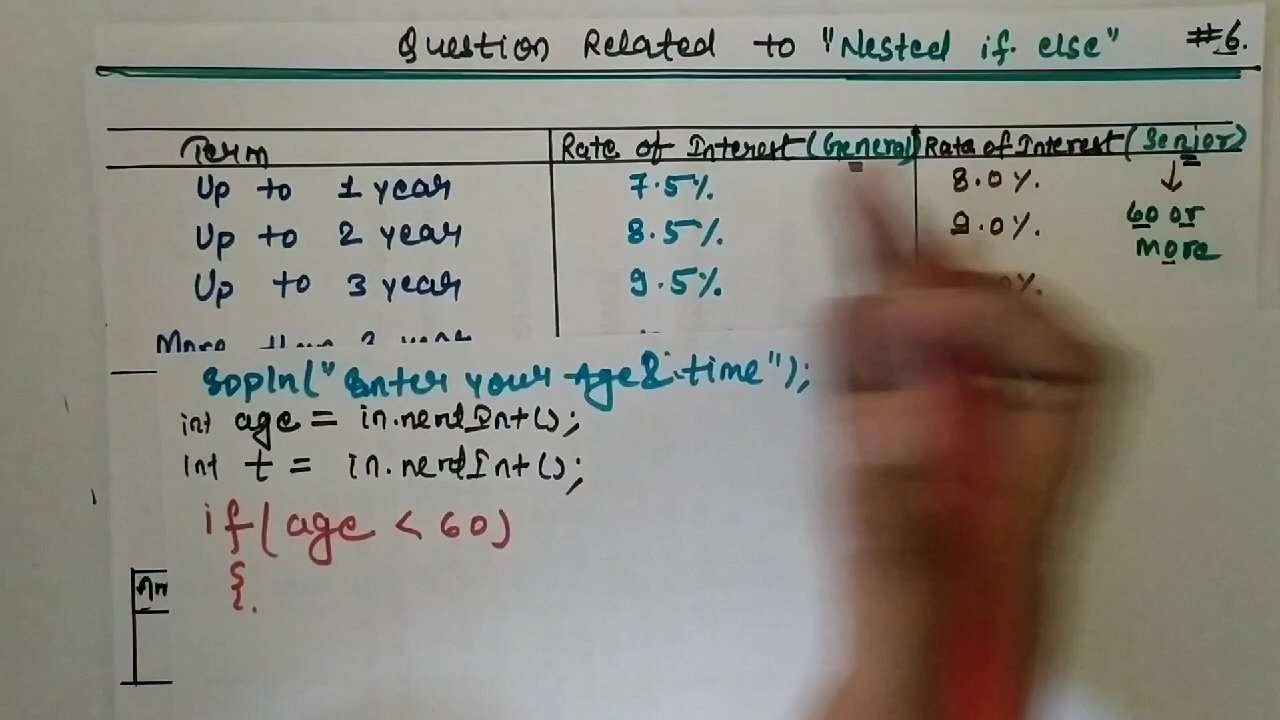 Question Related to "Nested if else" #6.
Term Rate of Interest (General) Rate of Interest (Senior)
Up to 1 year 7.5% 8.0%. 60 or
Up to 2 year 8.5% 9.0%. more
Up to 3 year 9.5% %.
Sopln("Enter your Age & time");
int age = in.nextInt();
int t = in.nextInt();
if(age < 60)
{.